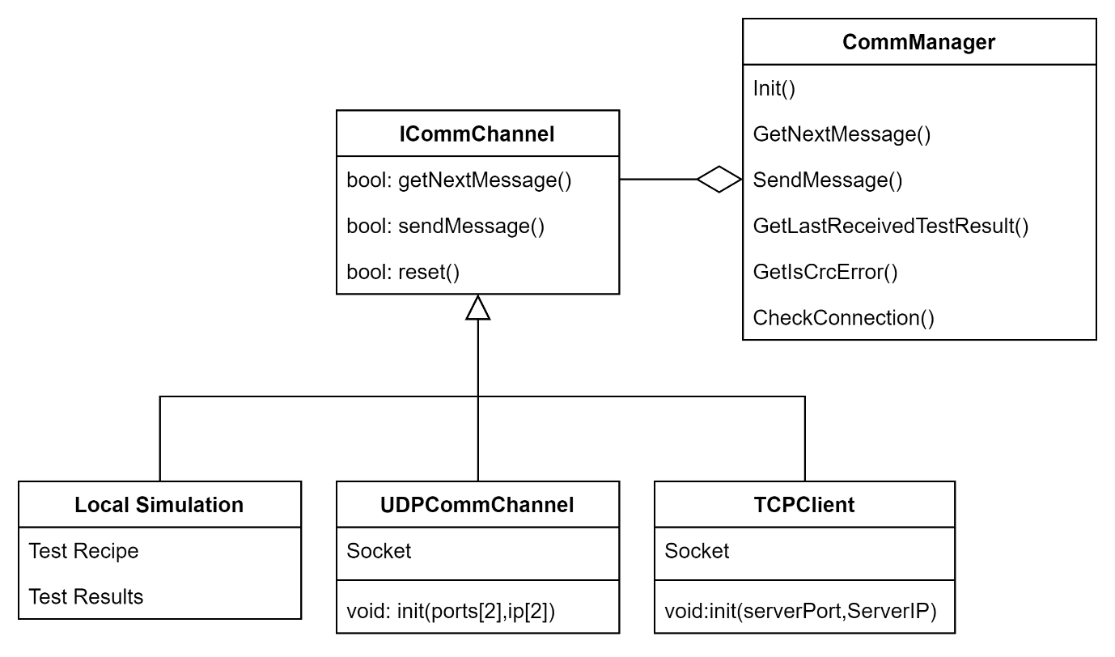 CommManager
Init()
GetNextMessage()
SendMessage()
GetLastReceivedTestResult()
GetIsCrcError()
CheckConnection()
ICommChannel
bool: getNextMessage()
bool: sendMessage()
bool: reset()
Local Simulation
Test Recipe
Test Results
UDPCommChannel
Socket
void: init(ports[2],ip[2])
TCPClient
Socket
void:init(serverPort,ServerIP)